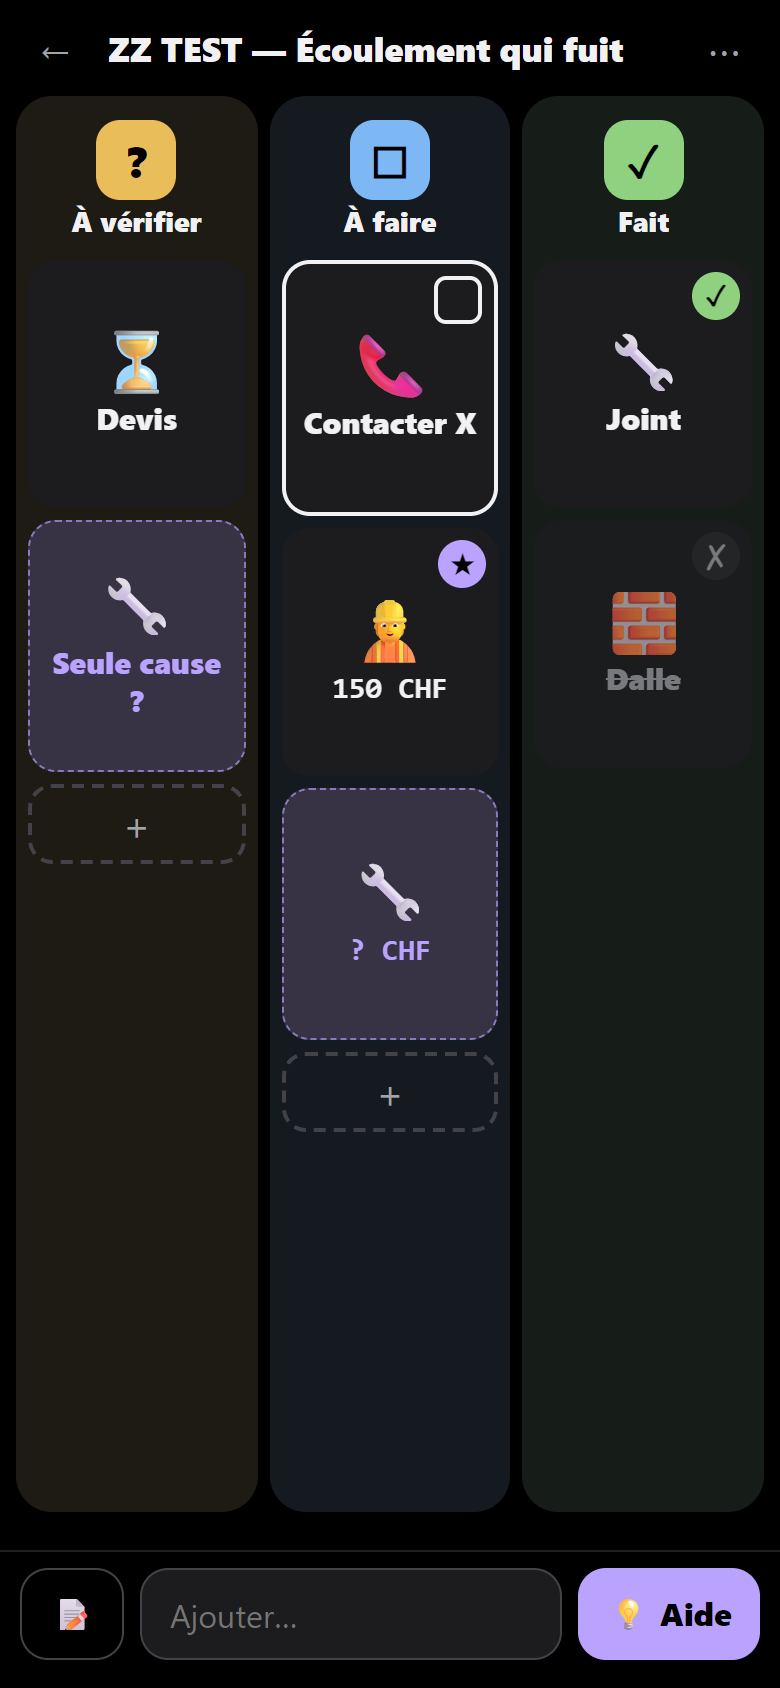 ← ZZ TEST — Écoulement qui fuit ...
?
À vérifier
Devis
Seule cause
?
+
☐
À faire
Contacter X
★
150 CHF
? CHF
+
✓
Fait
✓
Joint
✗
Dalle
Ajouter...
💡 Aide